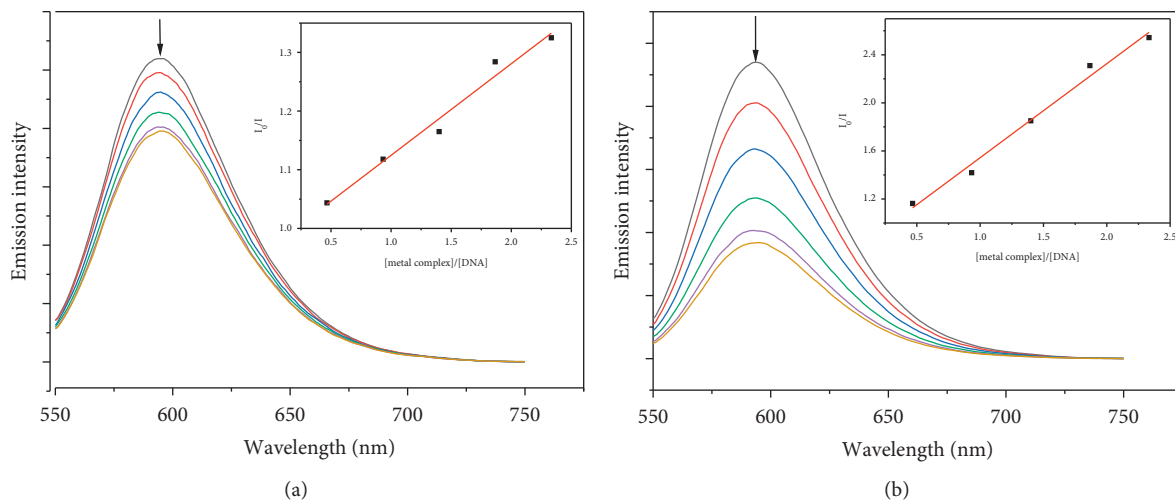 Emission intensity
I0/I
1.3
1.2
1.1
1.0
0.5
1.0
1.5
2.0
2.5
[metal complex]/[DNA]
550
600
650
700
750
Wavelength (nm)
(a)
Emission intensity
I0/I
2.4
2.0
1.6
1.2
0.5
1.0
1.5
2.0
2.5
[metal complex]/[DNA]
550
600
650
700
750
Wavelength (nm)
(b)